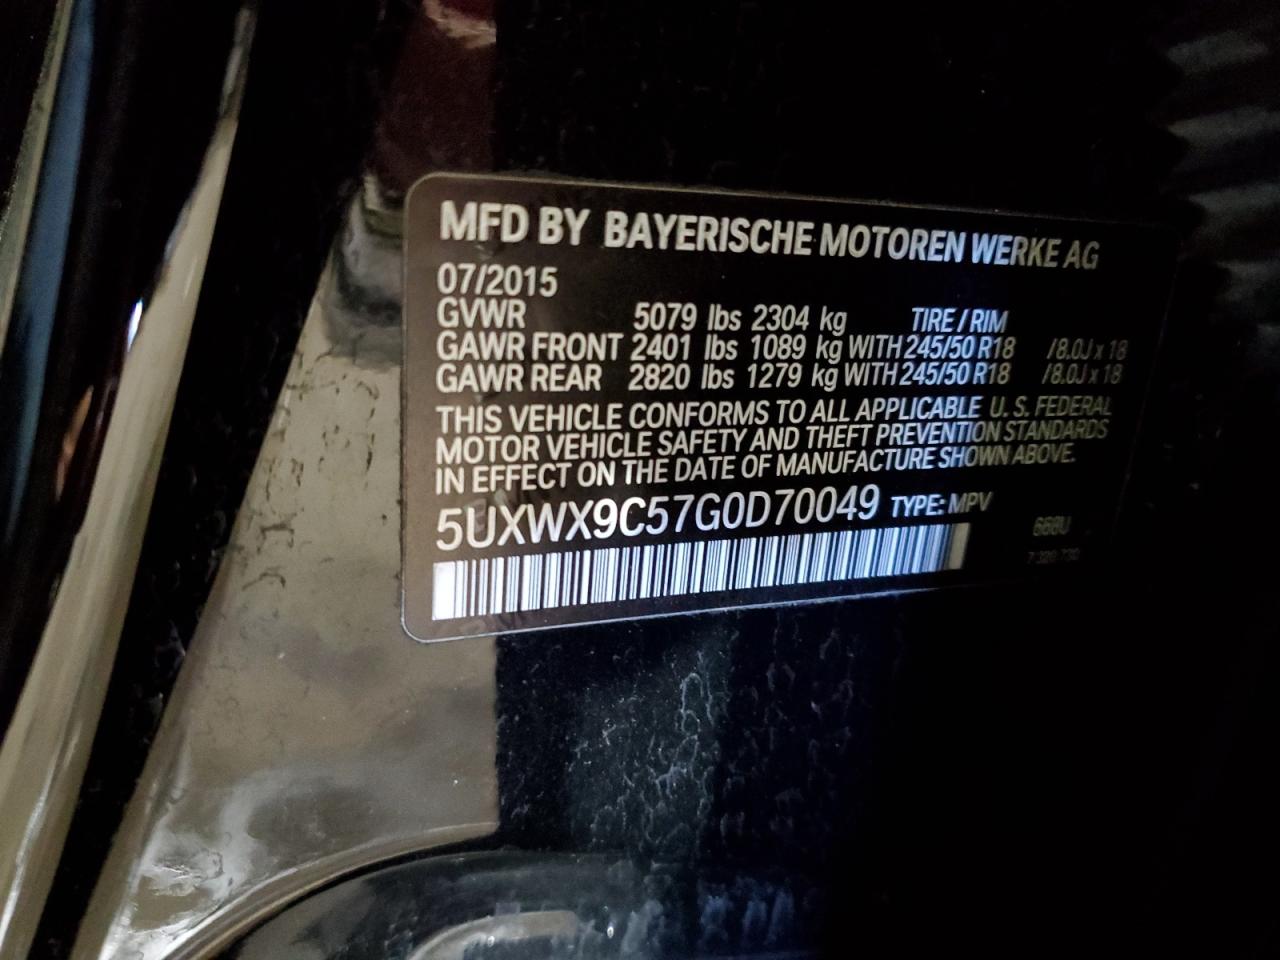 MFD BY BAYERISCHE MOTOREN WERKE AG
07/2015
GVWR 5079 lbs 2304 kg TIRE / RIM
GAWR FRONT 2401 lbs 1089 kg WITH 245/50 R18 /8.0J x 18
GAWR REAR 2820 lbs 1279 kg WITH 245/50 R18 /8.0J x 18
THIS VEHICLE CONFORMS TO ALL APPLICABLE U. S. FEDERAL
MOTOR VEHICLE SAFETY AND THEFT PREVENTION STANDARDS
IN EFFECT ON THE DATE OF MANUFACTURE SHOWN ABOVE.
5UXWX9C57G0D70049 TYPE: MPV